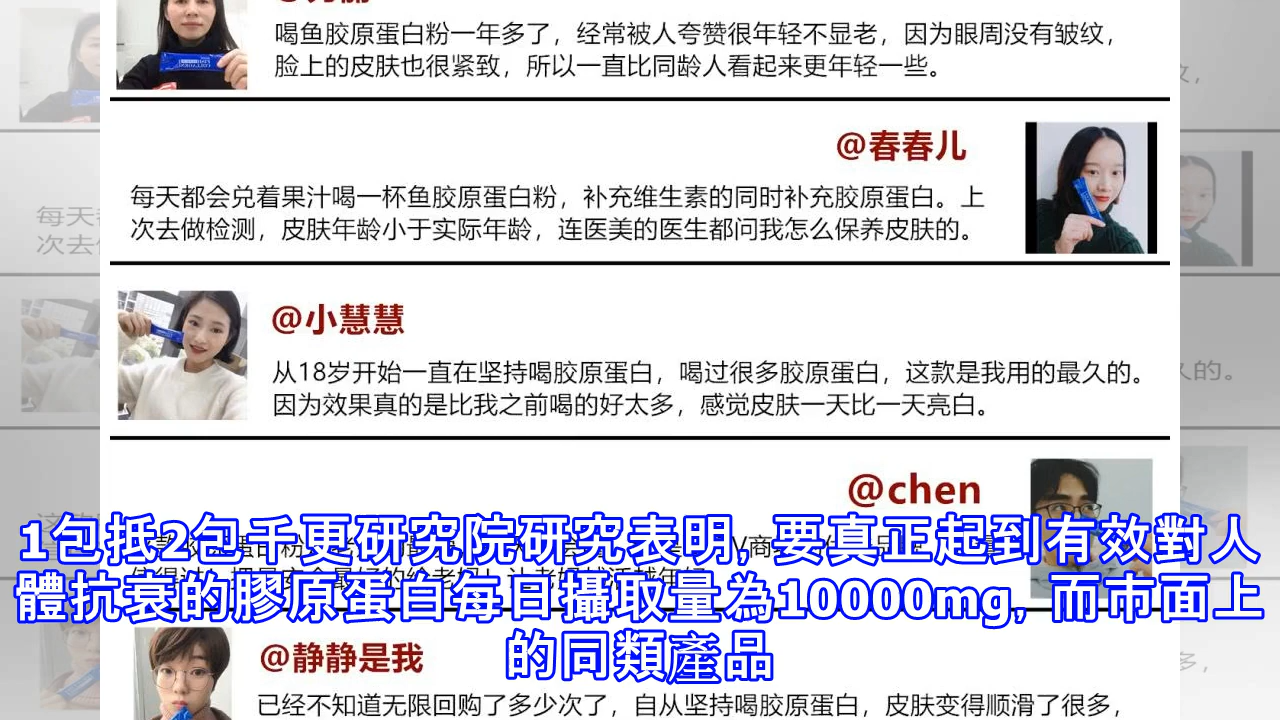 喝鱼胶原蛋白粉一年多了，经常被人夸赞很年轻不显老，因为眼周没有皱纹，
脸上的皮肤也很紧致，所以一直比同龄人看起来更年轻一些。
@春春儿
每天都会兑着果汁喝一杯鱼胶原蛋白粉，补充维生素的同时补充胶原蛋白。上
次去做检测，皮肤年龄小于实际年龄，连医美的医生都问我怎么保养皮肤的。
@小慧慧
从18岁开始一直在坚持喝胶原蛋白，喝过很多胶原蛋白，这款是我用的最久的。
因为效果真的是比我之前喝的好太多，感觉皮肤一天比一天亮白。
@chen
1包抵2包千更研究院研究表明, 要真正起到有效對人
體抗衰的膠原蛋白每日攝取量為10000mg, 而市面上
的同類產品
@静静是我
已经不知道无限回购了多少次了，自从坚持喝胶原蛋白，皮肤变得顺滑了很多，